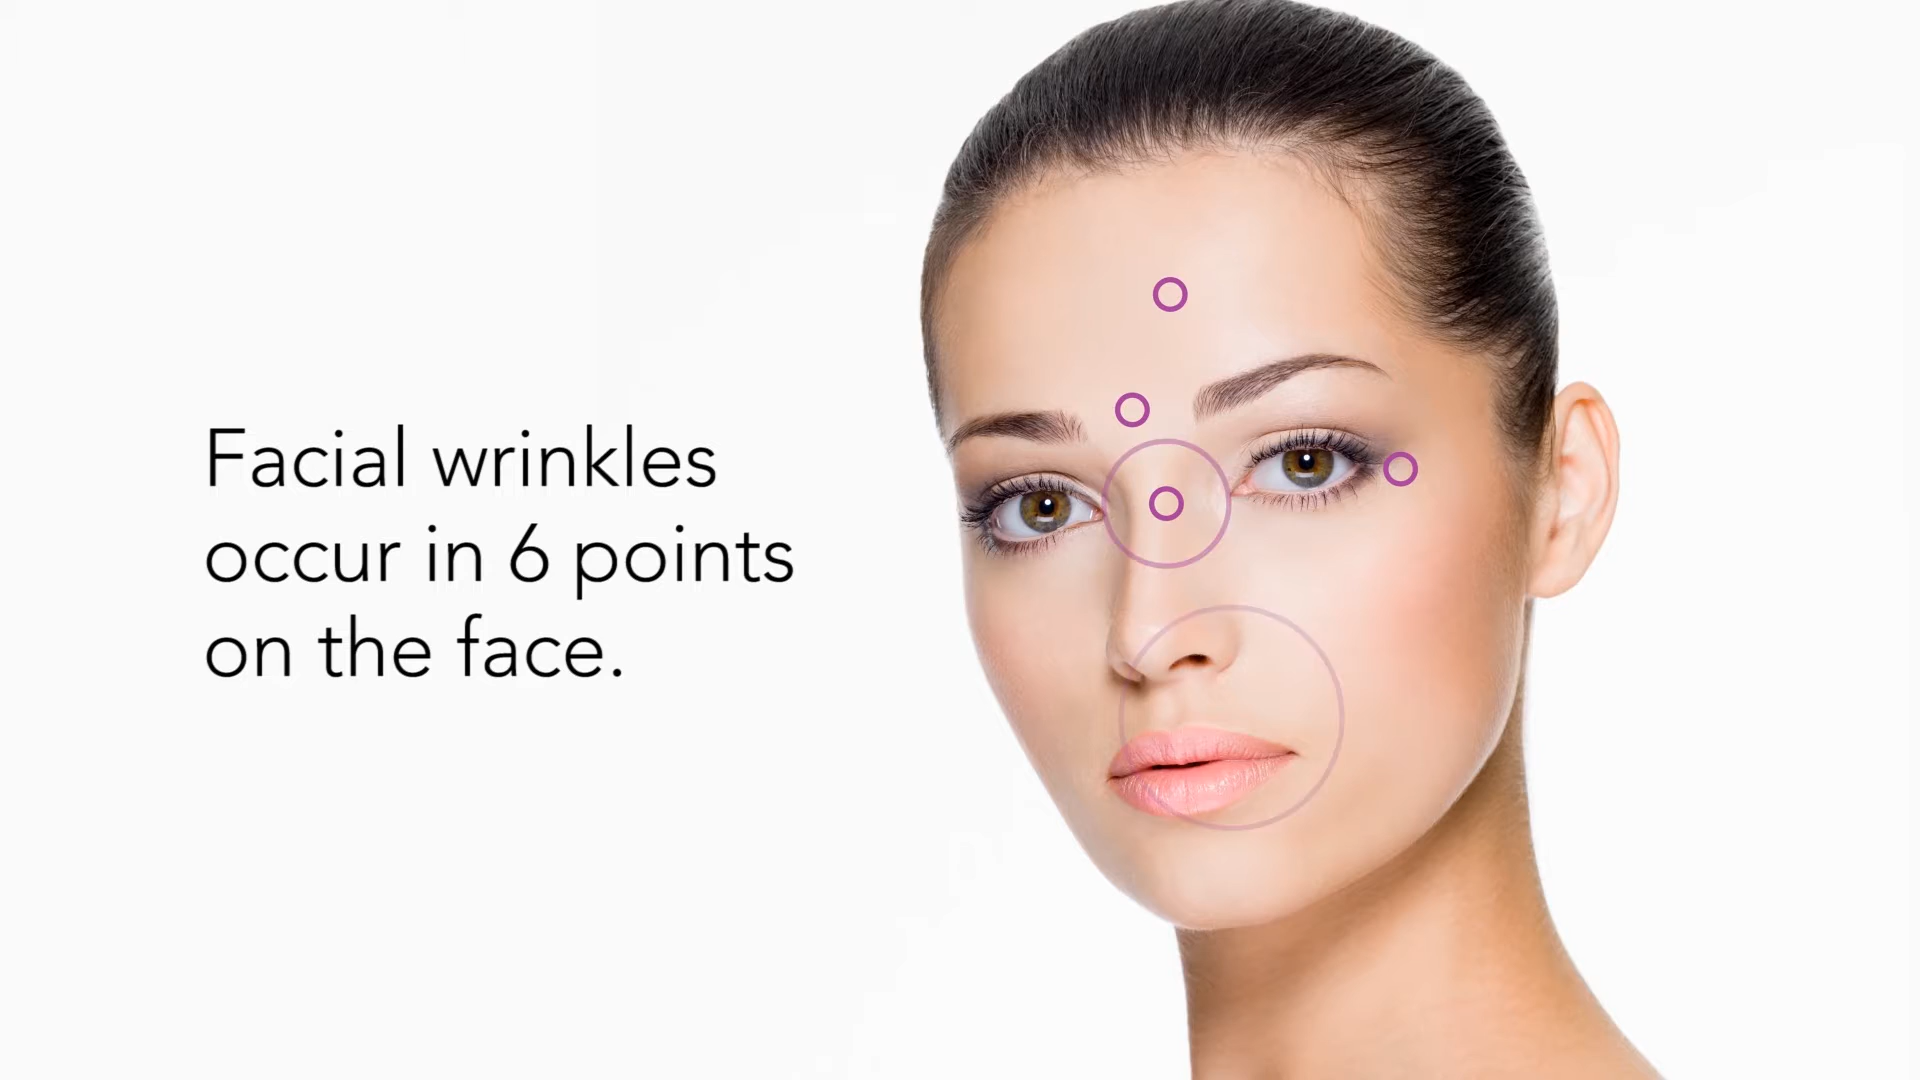 Facial wrinkles
occur in 6 points
on the face.